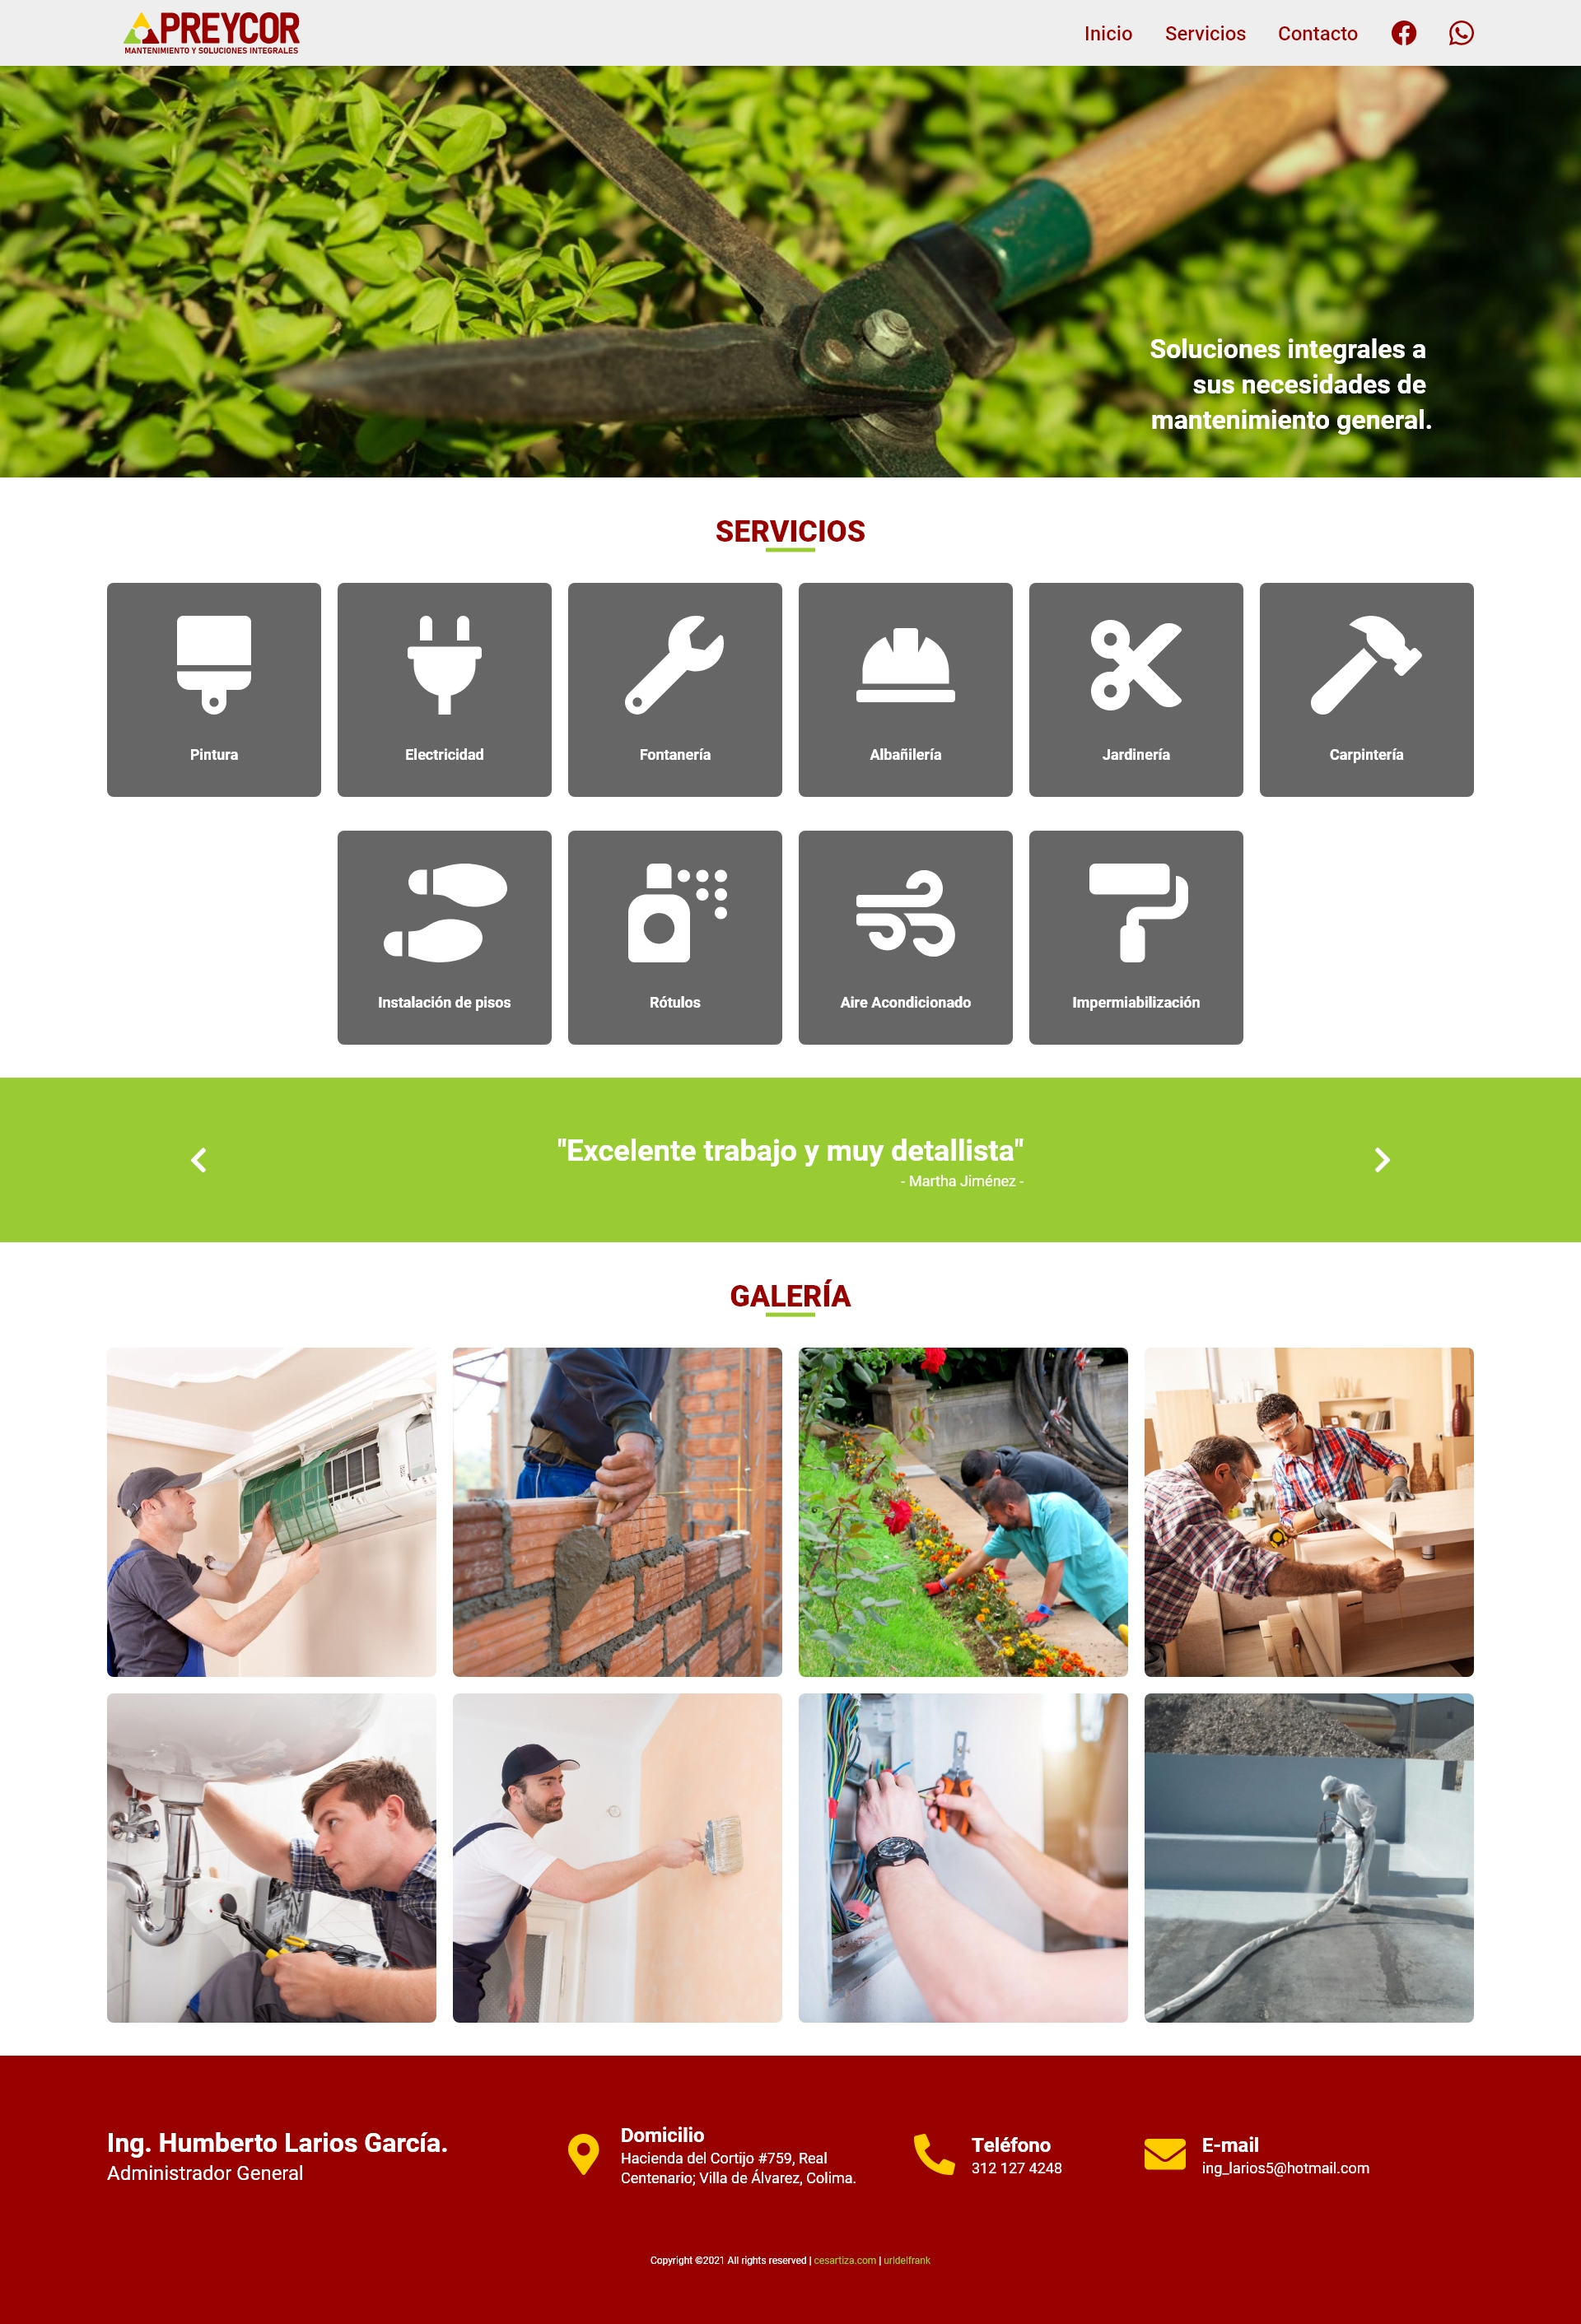 PREYCOR
MANTENIMIENTO Y SOLUCIONES INTEGRALES
Inicio
Servicios
Contacto
Soluciones integrales a
sus necesidades de
mantenimiento general.
SERVICIOS
Pintura
Electricidad
Fontanería
Albañilería
Jardinería
Carpintería
Instalación de pisos
Rótulos
Aire Acondicionado
Impermiabilización
"Excelente trabajo y muy detallista"
- Martha Jiménez -
GALERÍA
Ing. Humberto Larios García.
Administrador General
Domicilio
Hacienda del Cortijo #759, Real
Centenario; Villa de Álvarez, Colima.
Teléfono
312 127 4248
E-mail
ing_larios5@hotmail.com
Copyright ©2021 All rights reserved | cesartiza.com | urldelfrank